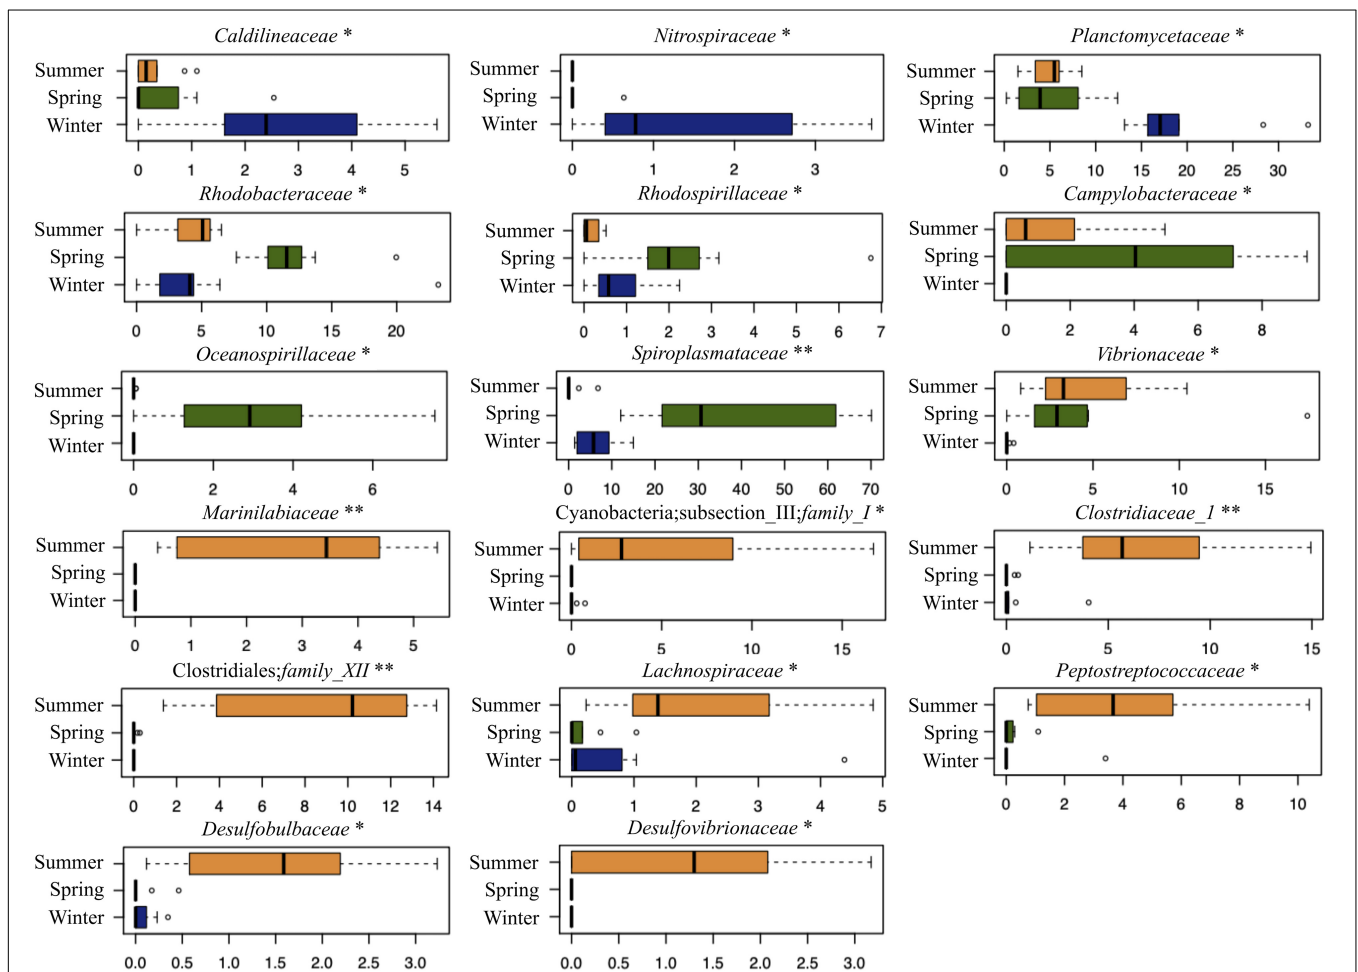 Caldilineaceae * Nitrospiraceae * Planctomycetaceae *
Summer Summer Summer
Spring Spring Spring
Winter Winter Winter
0 1 2 3 4 5 0 1 2 3 0 5 10 15 20 25 30
Rhodobacteraceae * Rhodospirillaceae * Campylobacteraceae *
Summer Summer Summer
Spring Spring Spring
Winter Winter Winter
0 5 10 15 20 0 1 2 3 4 5 6 7 0 2 4 6 8
Oceanospirillaceae * Spiroplasmataceae ** Vibrionaceae *
Summer Summer Summer
Spring Spring Spring
Winter Winter Winter
0 2 4 6 0 10 20 30 40 50 60 70 0 5 10 15
Marinilabiaceae ** Cyanobacteria;subsection_III;family_I * Clostridiaceae_1 **
Summer Summer Summer
Spring Spring Spring
Winter Winter Winter
0 1 2 3 4 5 0 5 10 15 0 5 10 15
Clostridiales;family_XII ** Lachnospiraceae * Peptostreptococcaceae *
Summer Summer Summer
Spring Spring Spring
Winter Winter Winter
0 2 4 6 8 10 12 14 0 1 2 3 4 5 0 2 4 6 8 10
Desulfobulbaceae * Desulfovibrionaceae *
Summer Summer
Spring Spring
Winter Winter
0.0 0.5 1.0 1.5 2.0 2.5 3.0 0.0 0.5 1.0 1.5 2.0 2.5 3.0